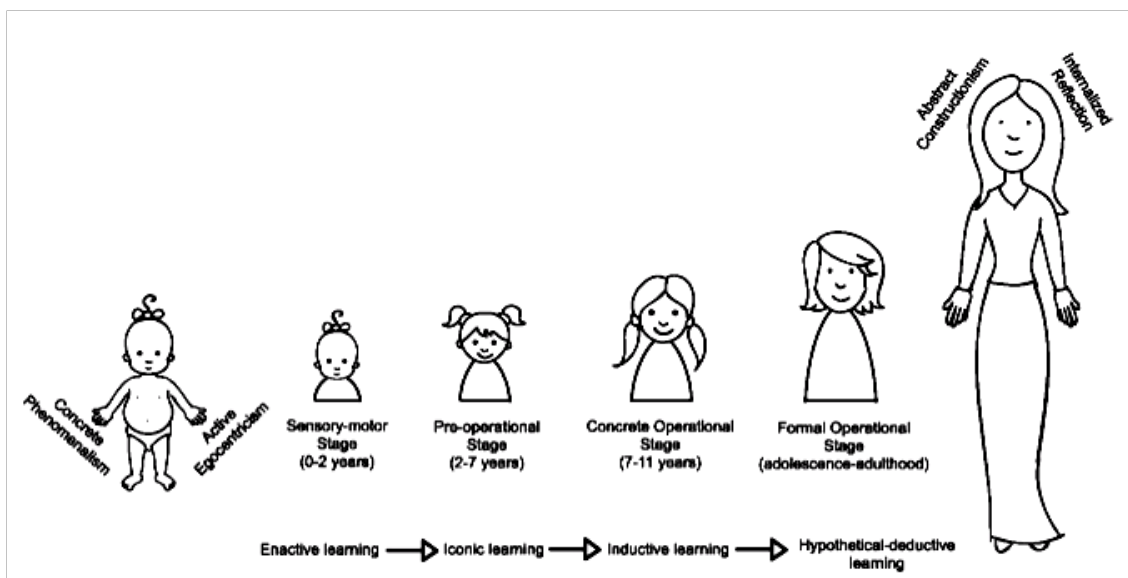 Concrete
Phenomenalism
Active
Egocentricism
Sensory-motor
Stage
(0-2 years)
Pre-operational
Stage
(2-7 years)
Concrete Operational
Stage
(7-11 years)
Formal Operational
Stage
(adolescence-adulthood)
Abstract
Constructionism
Internalized
Reflection
Enactive learning
Iconic learning
Inductive learning
Hypothetical-deductive
learning